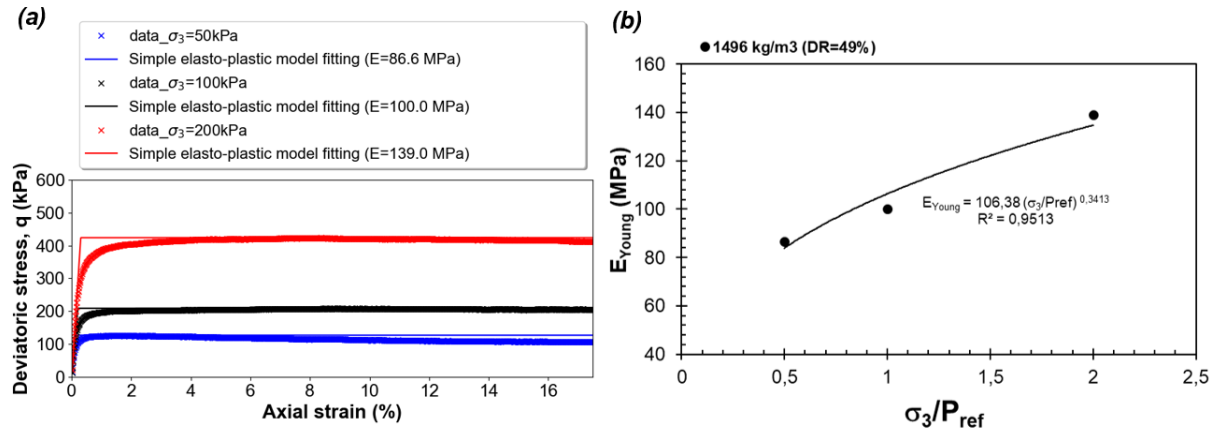 (a)
data_σ3=50kPa
Simple elasto-plastic model fitting (E=86.6 MPa)
data_σ3=100kPa
Simple elasto-plastic model fitting (E=100.0 MPa)
data_σ3=200kPa
Simple elasto-plastic model fitting (E=139.0 MPa)
Deviatoric stress, q (kPa)
600
500
400
300
200
100
0
0 2 4 6 8 10 12 14 16
Axial strain (%)
(b)
1496 kg/m3 (DR=49%)
E_Young (MPa)
160
140
120
100
80
60
40
E_Young = 106,38 (σ3/Pref) ^0,3413
R² = 0,9513
0 0,5 1 1,5 2 2,5
σ3/Pref